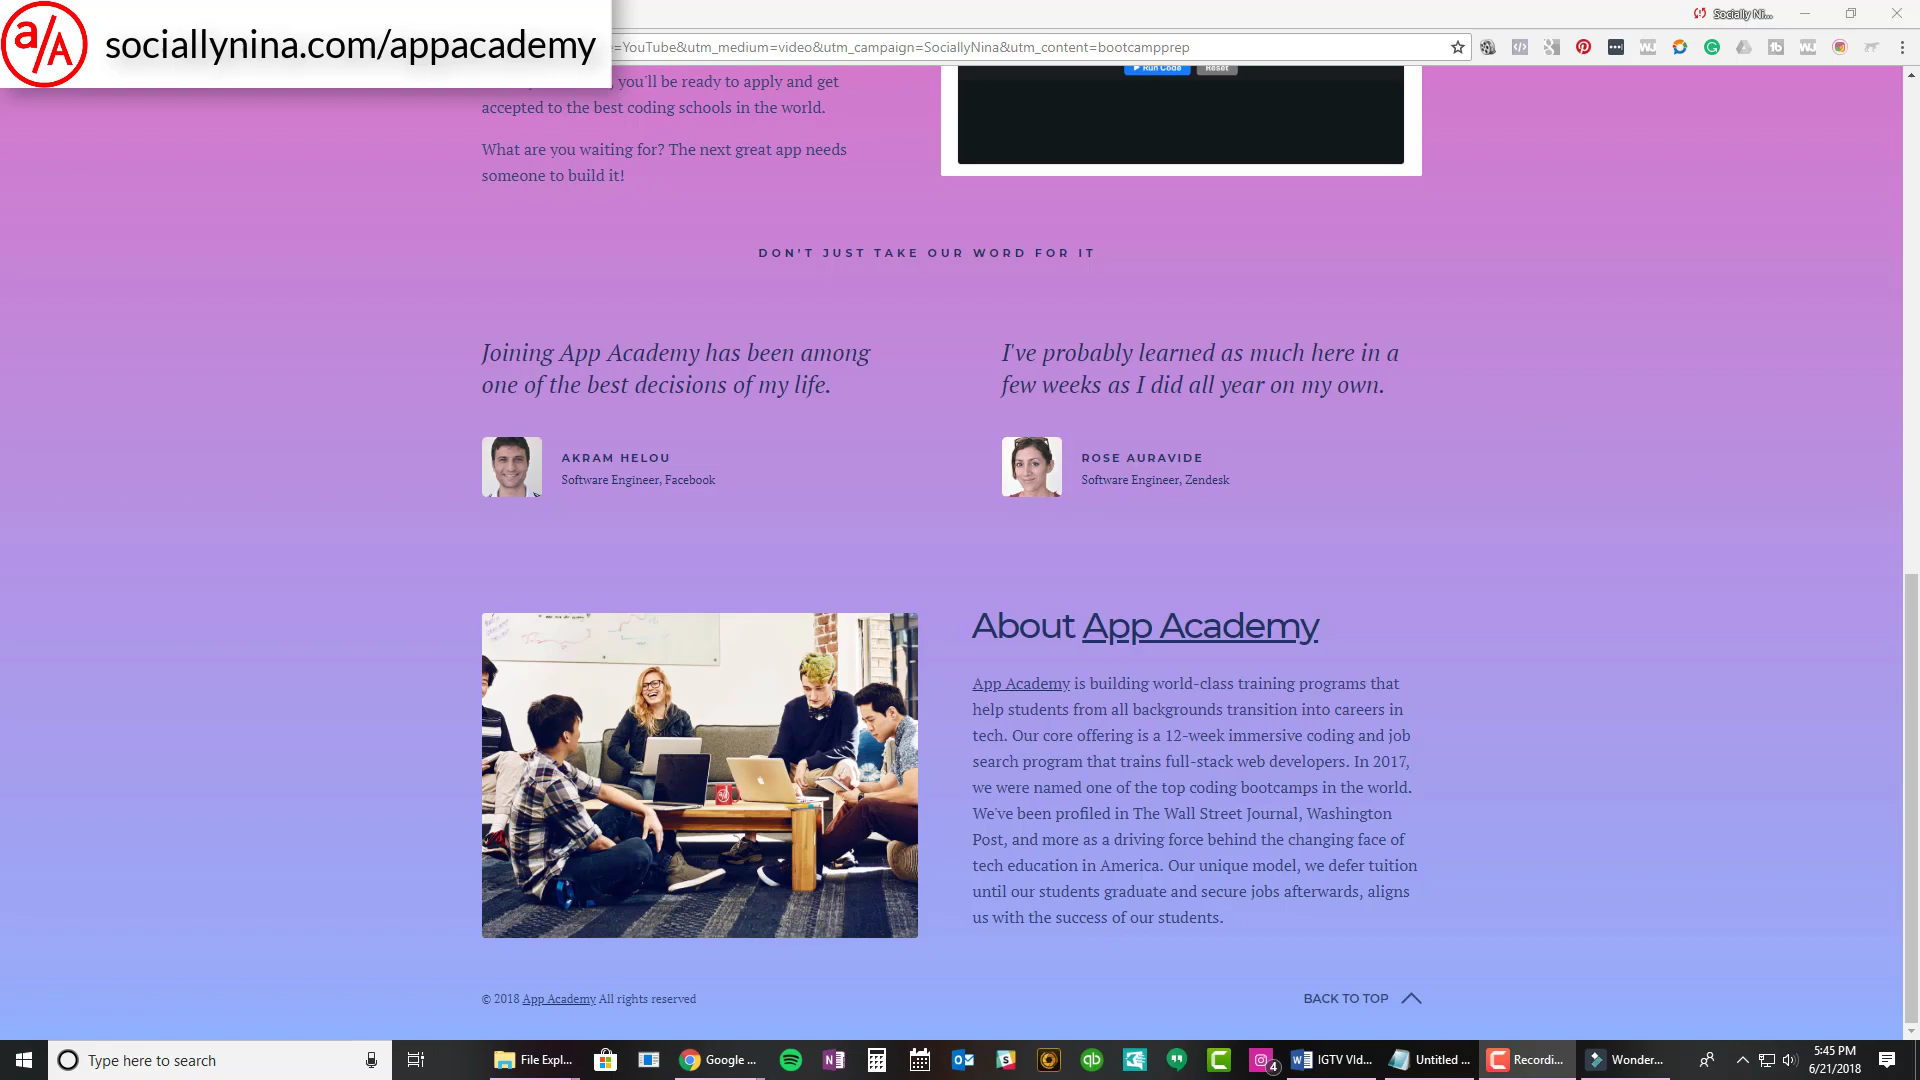 a/A sociallynina.com/appacademy
Socially Ni...
=YouTube&utm_medium=video&utm_campaign=SociallyNina&utm_content=bootcampprep
you'll be ready to apply and get
accepted to the best coding schools in the world.
What are you waiting for? The next great app needs
someone to build it!
Run Code
Reset
DON'T JUST TAKE OUR WORD FOR IT
Joining App Academy has been among
one of the best decisions of my life.
AKRAM HELOU
Software Engineer, Facebook
I've probably learned as much here in a
few weeks as I did all year on my own.
ROSE AURAVIDE
Software Engineer, Zendesk
About App Academy
App Academy is building world-class training programs that
help students from all backgrounds transition into careers in
tech. Our core offering is a 12-week immersive coding and job
search program that trains full-stack web developers. In 2017,
we were named one of the top coding bootcamps in the world.
We've been profiled in The Wall Street Journal, Washington
Post, and more as a driving force behind the changing face of
tech education in America. Our unique model, we defer tuition
until our students graduate and secure jobs afterwards, aligns
us with the success of our students.
© 2018 App Academy All rights reserved
BACK TO TOP
Type here to search
File Expl...
Google ...
4
IGTV VId...
Untitled ...
Recordi...
Wonder...
5:45 PM
6/21/2018